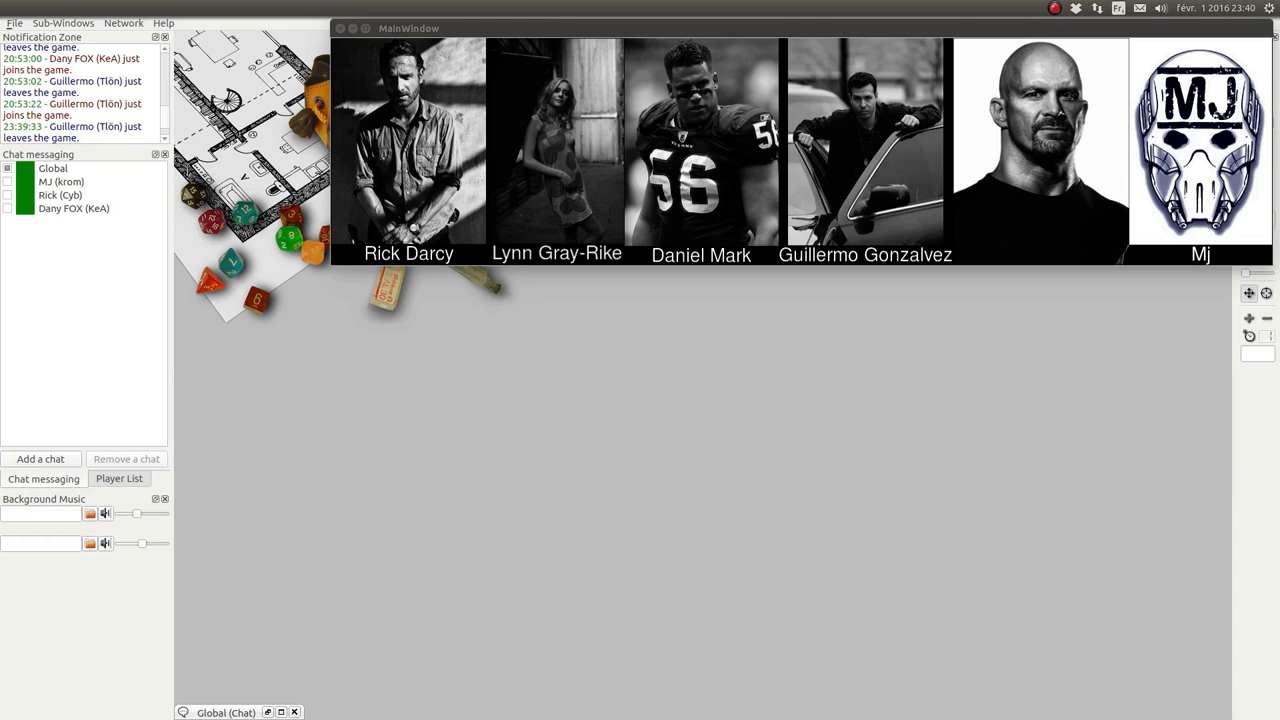 févr. 1 2016 23:40
Fr
File Sub-Windows Network Help
MainWindow
Notification Zone
leaves the game.
20:53:00 - Dany FOX (KeA) just
joins the game.
20:53:02 - Guillermo (Tlön) just
leaves the game.
20:53:22 - Guillermo (Tlön) just
joins the game.
23:39:33 - Guillermo (Tlön) just
leaves the game.
Chat messaging
Global
MJ (krom)
Rick (Cyb)
Dany FOX (KeA)
56
MJ
Rick Darcy
Lynn Gray-Rike
Daniel Mark
Guillermo Gonzalvez
Mj
Add a chat
Remove a chat
Chat messaging
Player List
Background Music
Global (Chat)